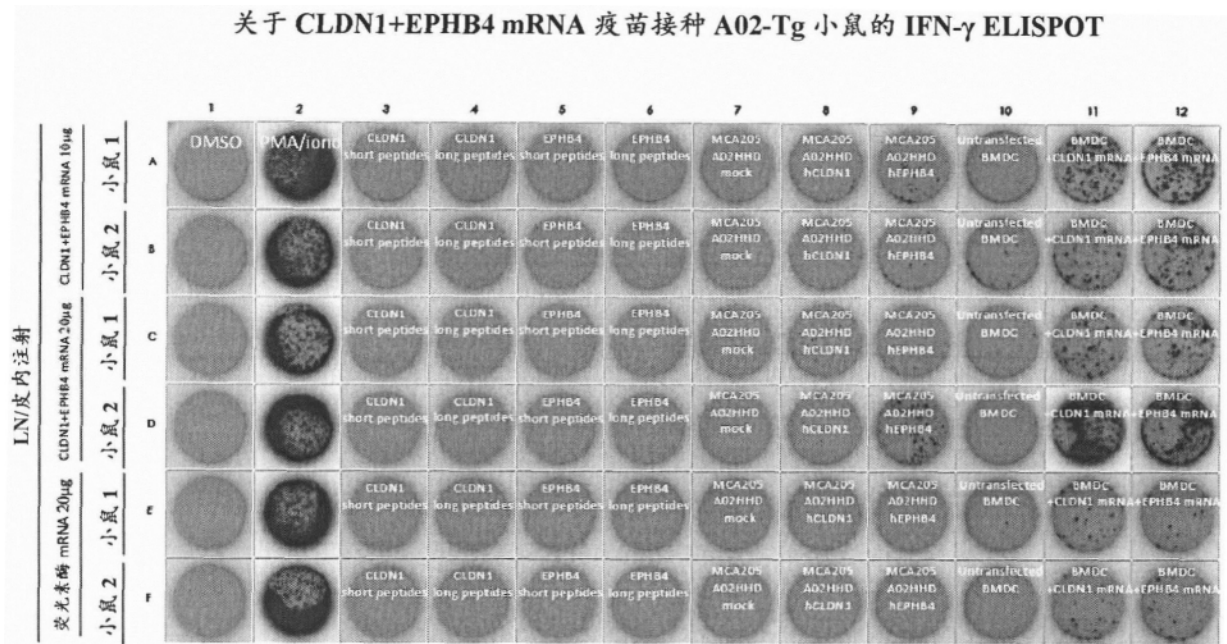 关于 CLDN1+EPHB4 mRNA 疫苗接种 A02-Tg 小鼠的 IFN-γ ELISPOT
1 2 3 4 5 6 7 8 9 10 11 12
LN/皮内注射
CLDN1+EPHB4 mRNA 10μg
小鼠 1
A
DMSO
PMA/iono
CLDN1
short peptides
CLDN1
long peptides
EPHB4
short peptides
EPHB4
long peptides
MCA205
A02HHD
mock
MCA205
A02HHD
hCLDN1
MCA205
A02HHD
hEPHB4
Untransfected
BMDC
BMDC
+CLDN1 mRNA
BMDC
+EPHB4 mRNA
小鼠 2
B
CLDN1
short peptides
CLDN1
long peptides
EPHB4
short peptides
EPHB4
long peptides
MCA205
A02HHD
mock
MCA205
A02HHD
hCLDN1
MCA205
A02HHD
hEPHB4
Untransfected
BMDC
BMDC
+CLDN1 mRNA
BMDC
+EPHB4 mRNA
CLDN1+EPHB4 mRNA 20μg
小鼠 1
C
CLDN1
short peptides
CLDN1
long peptides
EPHB4
short peptides
EPHB4
long peptides
MCA205
A02HHD
mock
MCA205
A02HHD
hCLDN1
MCA205
A02HHD
hEPHB4
Untransfected
BMDC
BMDC
+CLDN1 mRNA
BMDC
+EPHB4 mRNA
小鼠 2
D
CLDN1
short peptides
CLDN1
long peptides
EPHB4
short peptides
EPHB4
long peptides
MCA205
A02HHD
mock
MCA205
A02HHD
hCLDN1
MCA205
A02HHD
hEPHB4
Untransfected
BMDC
BMDC
+CLDN1 mRNA
BMDC
+EPHB4 mRNA
荧光素酶 mRNA 20μg
小鼠 1
E
CLDN1
short peptides
CLDN1
long peptides
EPHB4
short peptides
EPHB4
long peptides
MCA205
A02HHD
mock
MCA205
A02HHD
hCLDN1
MCA205
A02HHD
hEPHB4
Untransfected
BMDC
BMDC
+CLDN1 mRNA
BMDC
+EPHB4 mRNA
小鼠 2
F
CLDN1
short peptides
CLDN1
long peptides
EPHB4
short peptides
EPHB4
long peptides
MCA205
A02HHD
mock
MCA205
A02HHD
hCLDN1
MCA205
A02HHD
hEPHB4
Untransfected
BMDC
BMDC
+CLDN1 mRNA
BMDC
+EPHB4 mRNA